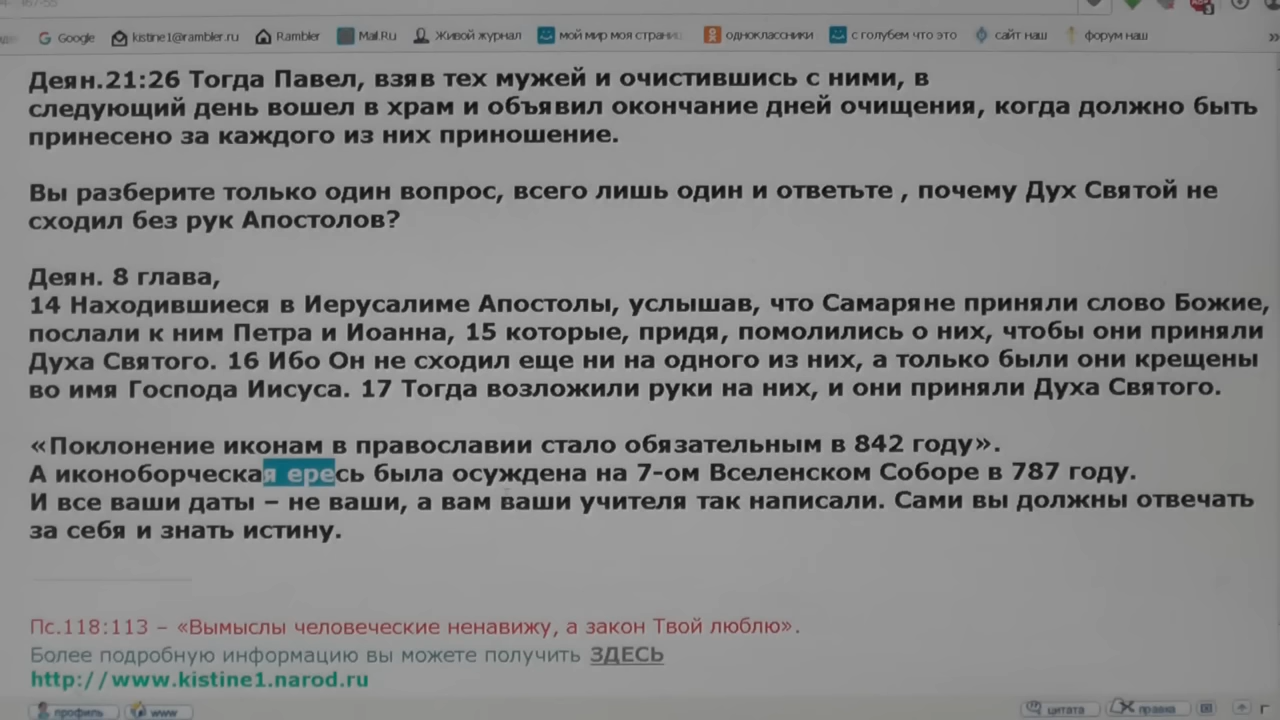 Google kistine1@rambler.ru Rambler Mail.Ru Живой журнал мой мир моя страниц одноклассники с голубем что это сайт наш форум наш »
Деян.21:26 Тогда Павел, взяв тех мужей и очистившись с ними, в
следующий день вошел в храм и объявил окончание дней очищения, когда должно быть
принесено за каждого из них приношение.
Вы разберите только один вопрос, всего лишь один и ответьте , почему Дух Святой не
сходил без рук Апостолов?
Деян. 8 глава,
14 Находившиеся в Иерусалиме Апостолы, услышав, что Самаряне приняли слово Божие,
послали к ним Петра и Иоанна, 15 которые, придя, помолились о них, чтобы они приняли
Духа Святого. 16 Ибо Он не сходил еще ни на одного из них, а только были они крещены
во имя Господа Иисуса. 17 Тогда возложили руки на них, и они приняли Духа Святого.
«Поклонение иконам в православии стало обязательным в 842 году».
А иконоборческая ересь была осуждена на 7-ом Вселенском Соборе в 787 году.
И все ваши даты – не ваши, а вам ваши учителя так написали. Сами вы должны отвечать
за себя и знать истину.
Пс.118:113 – «Вымыслы человеческие ненавижу, а закон Твой люблю».
Более подробную информацию вы можете получить ЗДЕСЬ
http://www.kistine1.narod.ru
профиль www цитата правка